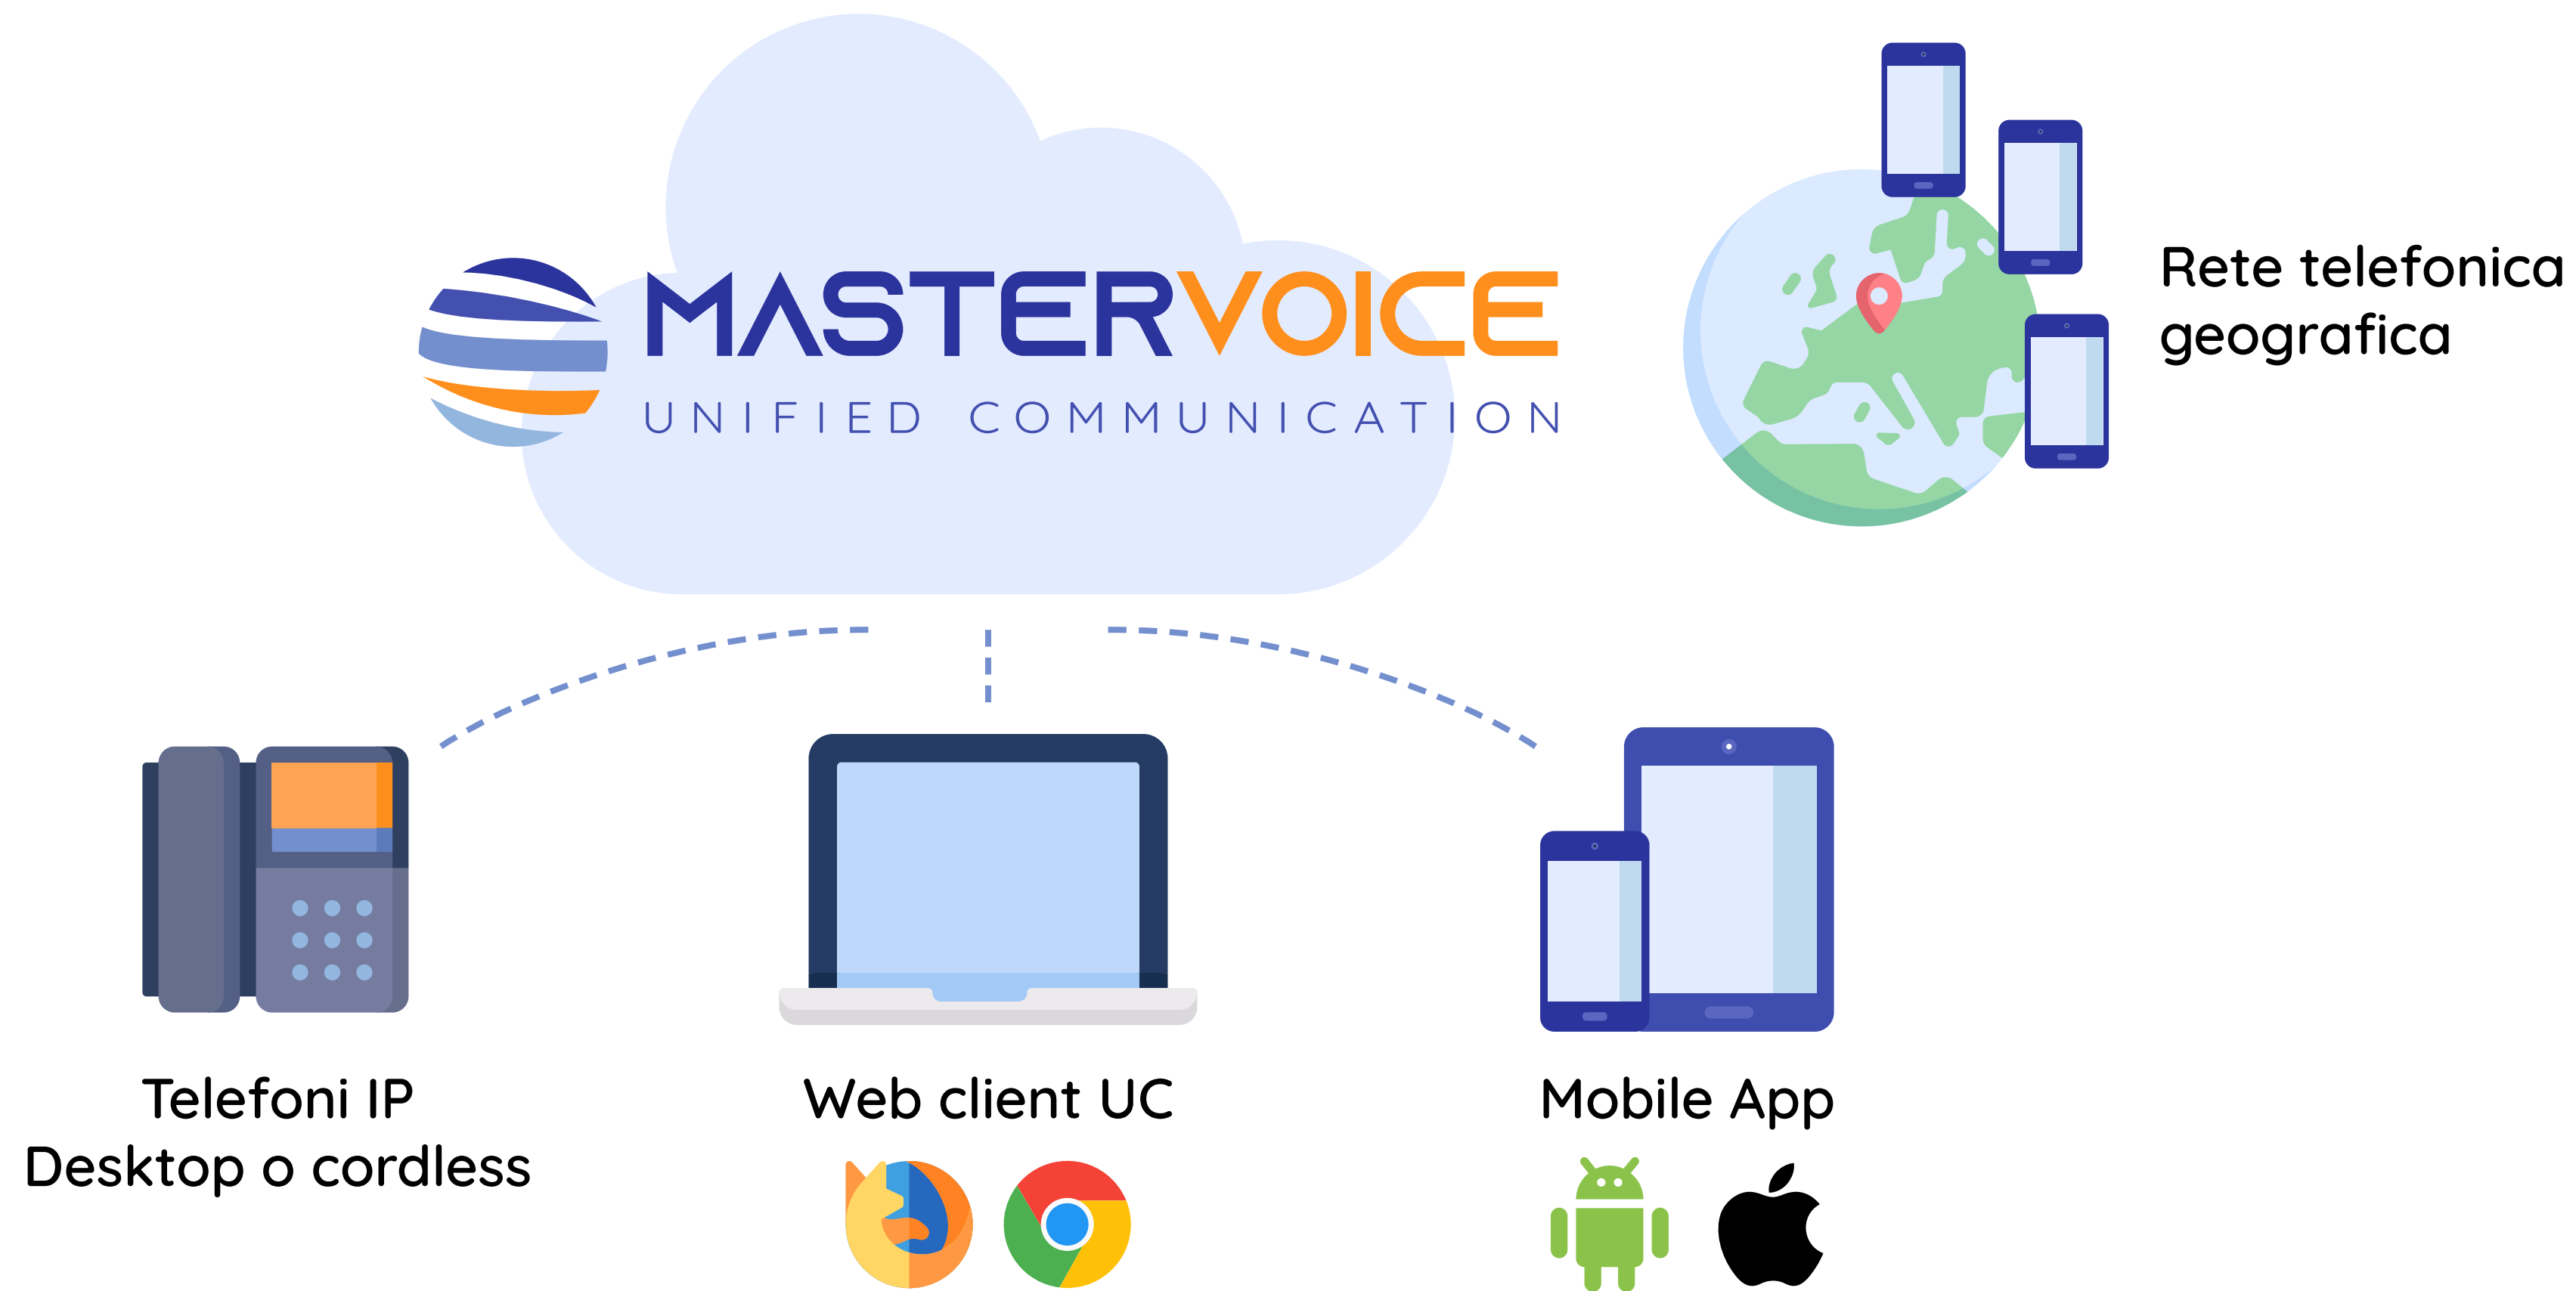 MASTERVOICE
UNIFIED COMMUNICATION
Rete telefonica
geografica
Telefoni IP
Desktop o cordless
Web client UC
Mobile App